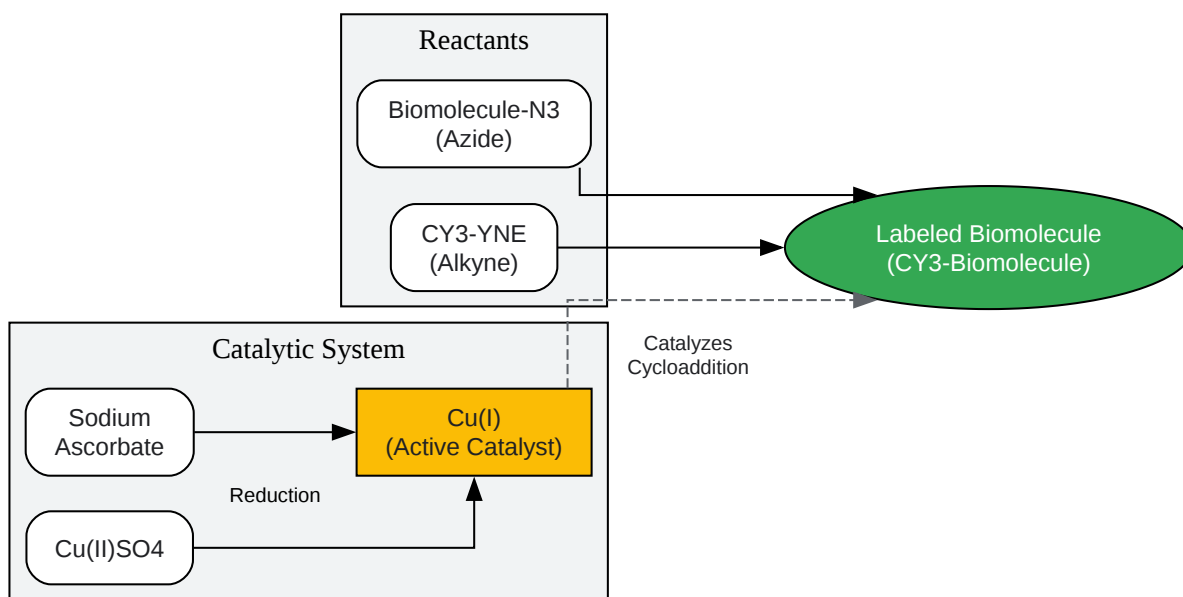 Reactants
Biomolecule-N3
(Azide)
CY3-YNE
(Alkyne)
Labeled Biomolecule
(CY3-Biomolecule)
Catalyzes
Cycloaddition
Catalytic System
Sodium
Ascorbate
Cu(I)
(Active Catalyst)
Reduction
Cu(II)SO4